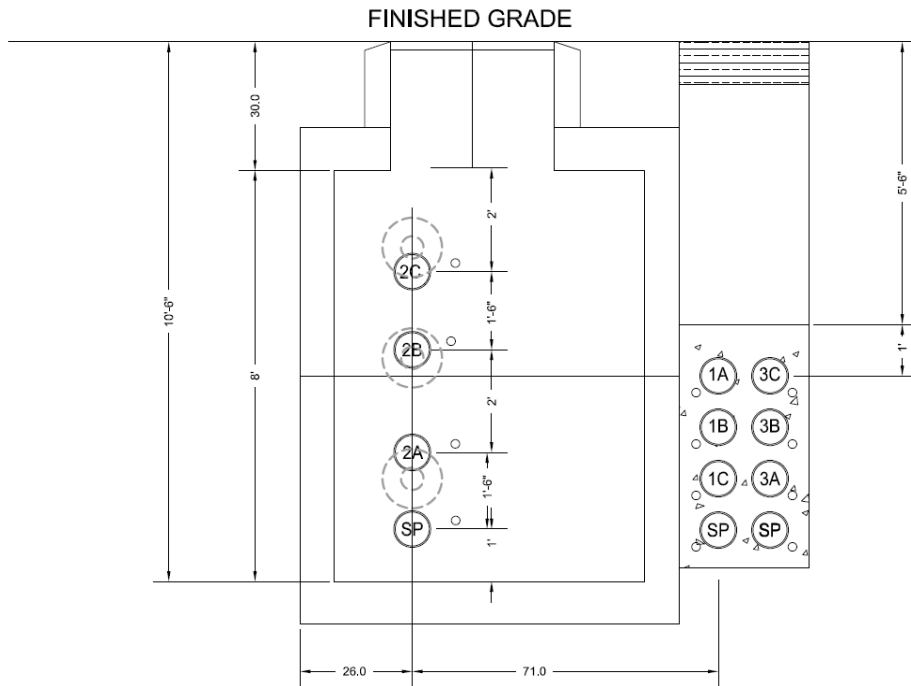 FINISHED GRADE
30.0
10'-6"
8'
2'
1'-6"
2'
1'-6"
1'
5'-6"
1'
2C
2B
2A
SP
1A 3C
1B 3B
1C 3A
SP SP
26.0
71.0